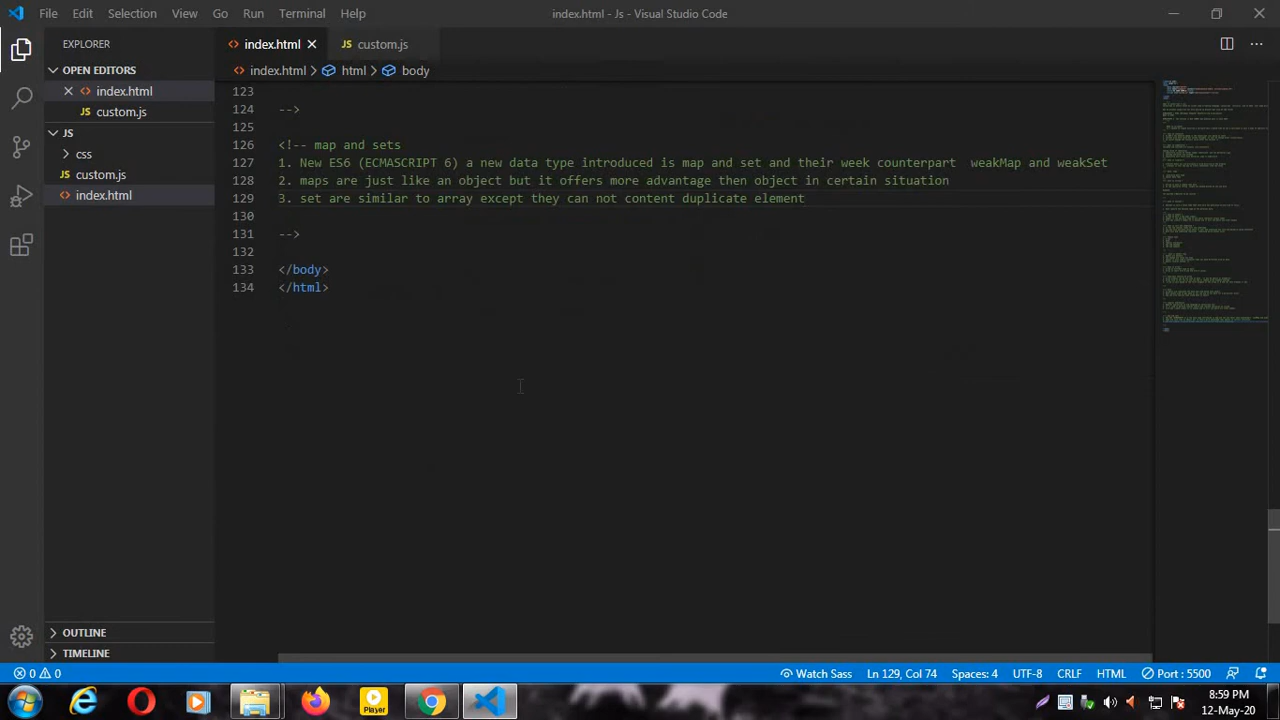 File Edit Selection View Go Run Terminal Help
index.html - Js - Visual Studio Code
EXPLORER
index.html
custom.js
OPEN EDITORS
index.html > html > body
index.html
custom.js
JS
css
custom.js
index.html
123
124 -->
125
126 <!-- map and sets
127 1. New ES6 (ECMASCRIPT 6) two new data type introduced is map and set and their week counterpart weakMap and weakSet
128 2. maps are just like an object but it offers more advantage then object in certain situation
129 3. set are similar to array except they can not content duplicate element
130
131 -->
132
133 </body>
134 </html>
OUTLINE
TIMELINE
0 0
Watch Sass
Ln 129, Col 74
Spaces: 4
UTF-8
CRLF
HTML
Port : 5500
Player
8:59 PM
12-May-20